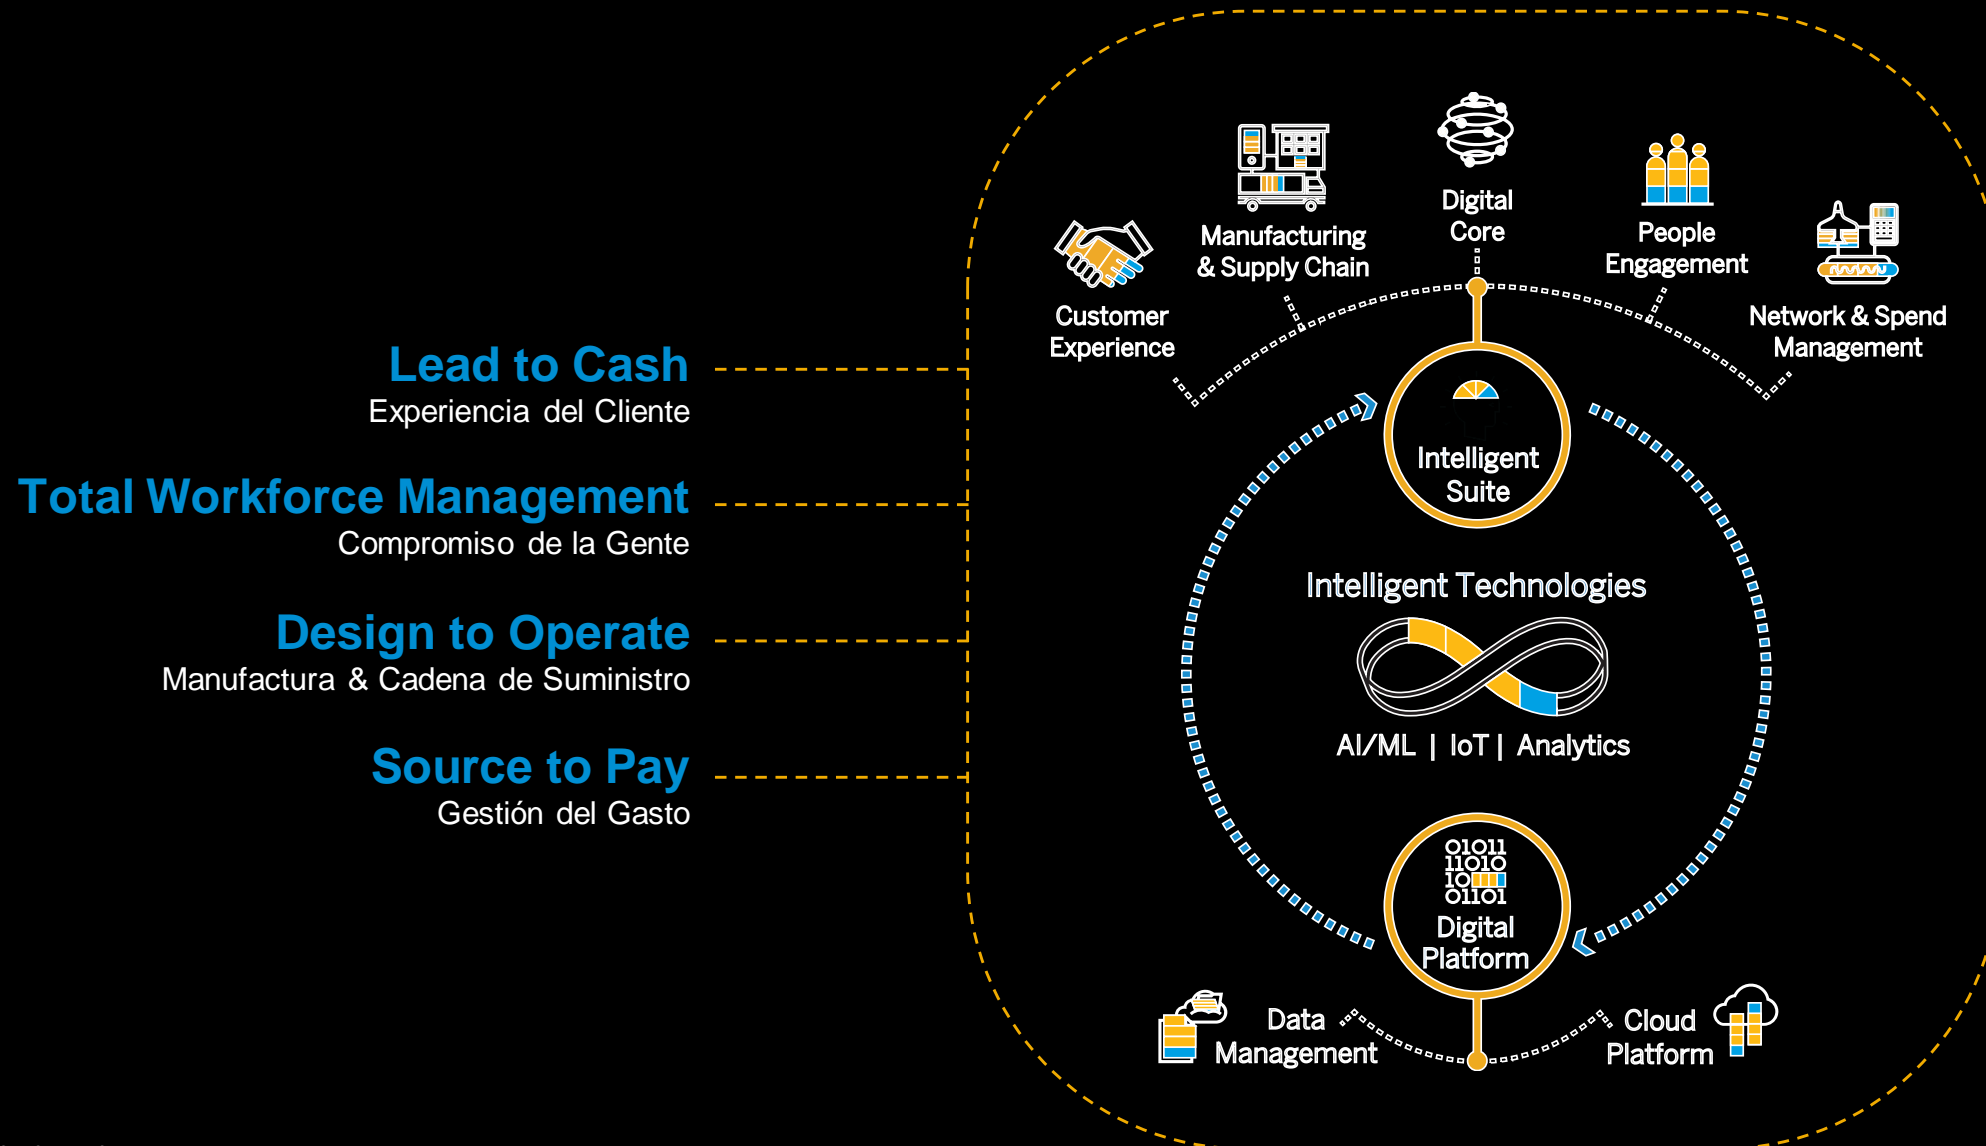 Lead to Cash
Experiencia del Cliente
Total Workforce Management
Compromiso de la Gente
Design to Operate
Manufactura & Cadena de Suministro
Source to Pay
Gestión del Gasto
Customer
Experience
Manufacturing
& Supply Chain
Digital
Core
People
Engagement
Network & Spend
Management
Intelligent
Suite
Intelligent Technologies
AI/ML | IoT | Analytics
01011
11010
10
01101
Digital
Platform
Data
Management
Cloud
Platform